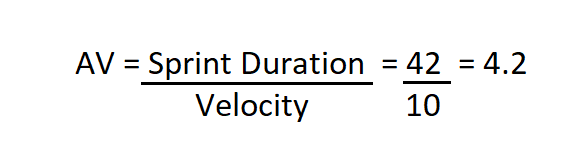 AV = Sprint Duration = 42 = 4.2
Velocity 10